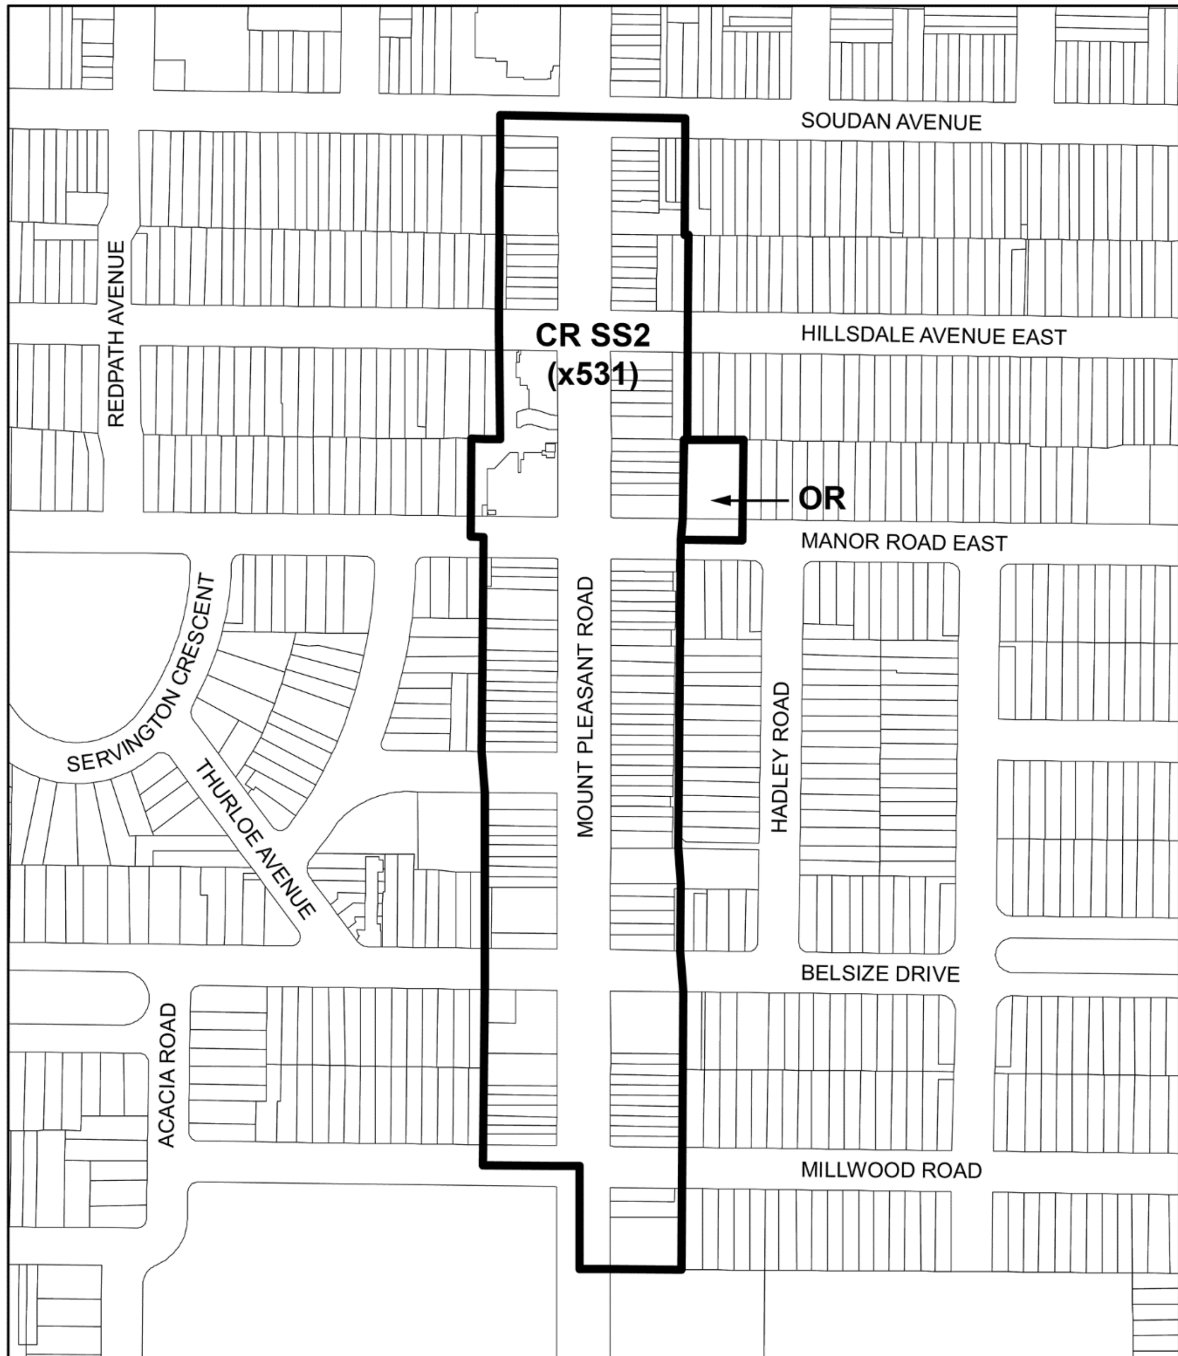 SOUDAN AVENUE
REDPATH AVENUE
CR SS2
(x531)
HILLSDALE AVENUE EAST
OR
MANOR ROAD EAST
SERVINGTON CRESCENT
THURLOE AVENUE
MOUNT PLEASANT ROAD
HADLEY ROAD
BELSIZE DRIVE
ACACIA ROAD
MILLWOOD ROAD